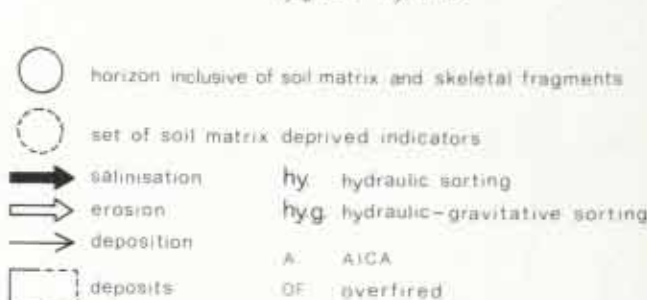 horizon inclusive of soil matrix and skeletal fragments
set of soil matrix deprived indicators
salinisation hy. hydraulic sorting
erosion hy.g. hydraulic-gravitative sorting
deposition
A. AICA
deposits OF overfired